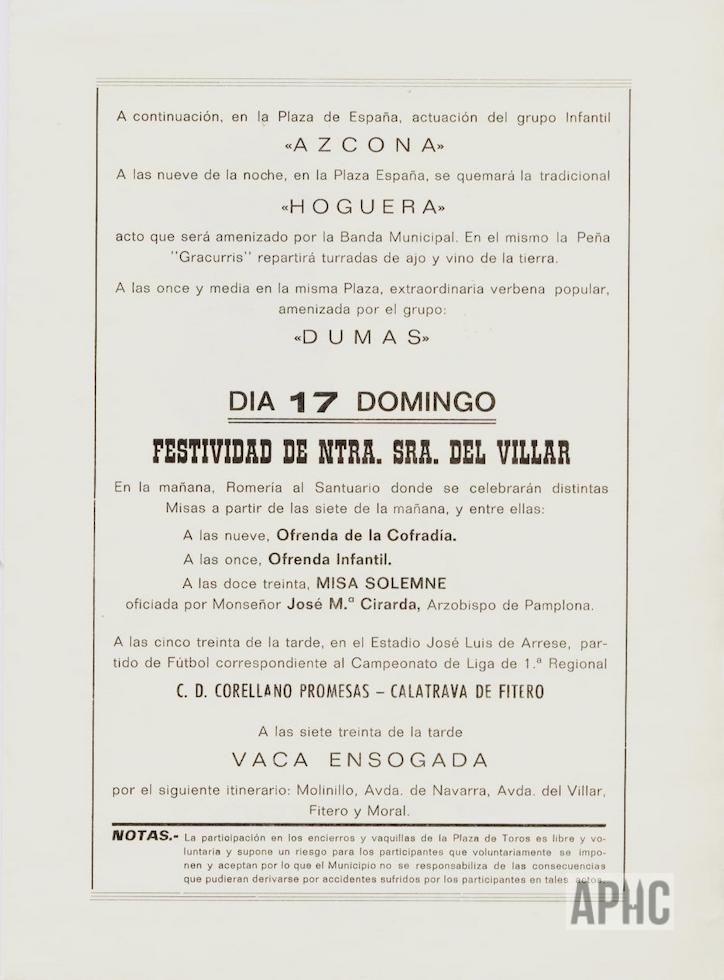 A continuación, en la Plaza de España, actuación del grupo Infantil
«AZCONA»
A las nueve de la noche, en la Plaza España, se quemará la tradicional
«HOGUERA»
acto que será amenizado por la Banda Municipal. En el mismo la Peña
"Gracurris" repartirá turradas de ajo y vino de la tierra.
A las once y media en la misma Plaza, extraordinaria verbena popular,
amenizada por el grupo:
«DUMAS»
DIA 17 DOMINGO
FESTIVIDAD DE NTRA. SRA. DEL VILLAR
En la mañana, Romería al Santuario donde se celebrarán distintas
Misas a partir de las siete de la mañana, y entre ellas:
A las nueve, Ofrenda de la Cofradía.
A las once, Ofrenda Infantil.
A las doce treinta, MISA SOLEMNE
oficiada por Monseñor José M.ª Cirarda, Arzobispo de Pamplona.
A las cinco treinta de la tarde, en el Estadio José Luis de Arrese, par-
tido de Fútbol correspondiente al Campeonato de Liga de 1.ª Regional
C. D. CORELLANO PROMESAS – CALATRAVA DE FITERO
A las siete treinta de la tarde
VACA ENSOGADA
por el siguiente itinerario: Molinillo, Avda. de Navarra, Avda. del Villar,
Fitero y Moral.
NOTAS.- La participación en los encierros y vaquillas de la Plaza de Toros es libre y vo-
luntaria y supone un riesgo para los participantes que voluntariamente se impo-
nen y aceptan por lo que el Municipio no se responsabiliza de las consecuencias
que pudieran derivarse por accidentes sufridos por los participantes en tales actos.
APHC